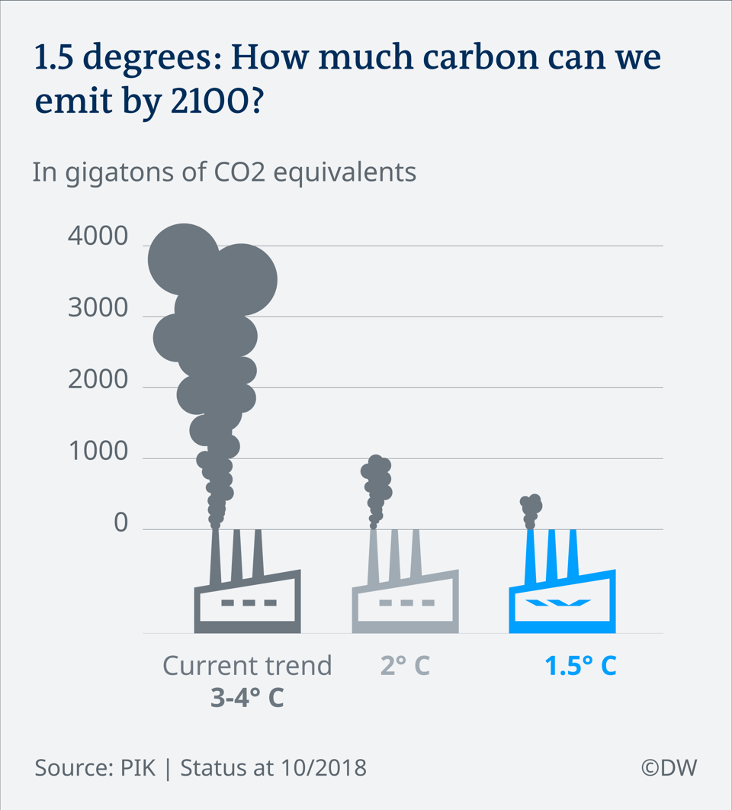 1.5 degrees: How much carbon can we
emit by 2100?
In gigatons of CO2 equivalents
4000
3000
2000
1000
0
Current trend
3-4° C
2° C
1.5° C
Source: PIK | Status at 10/2018
©DW